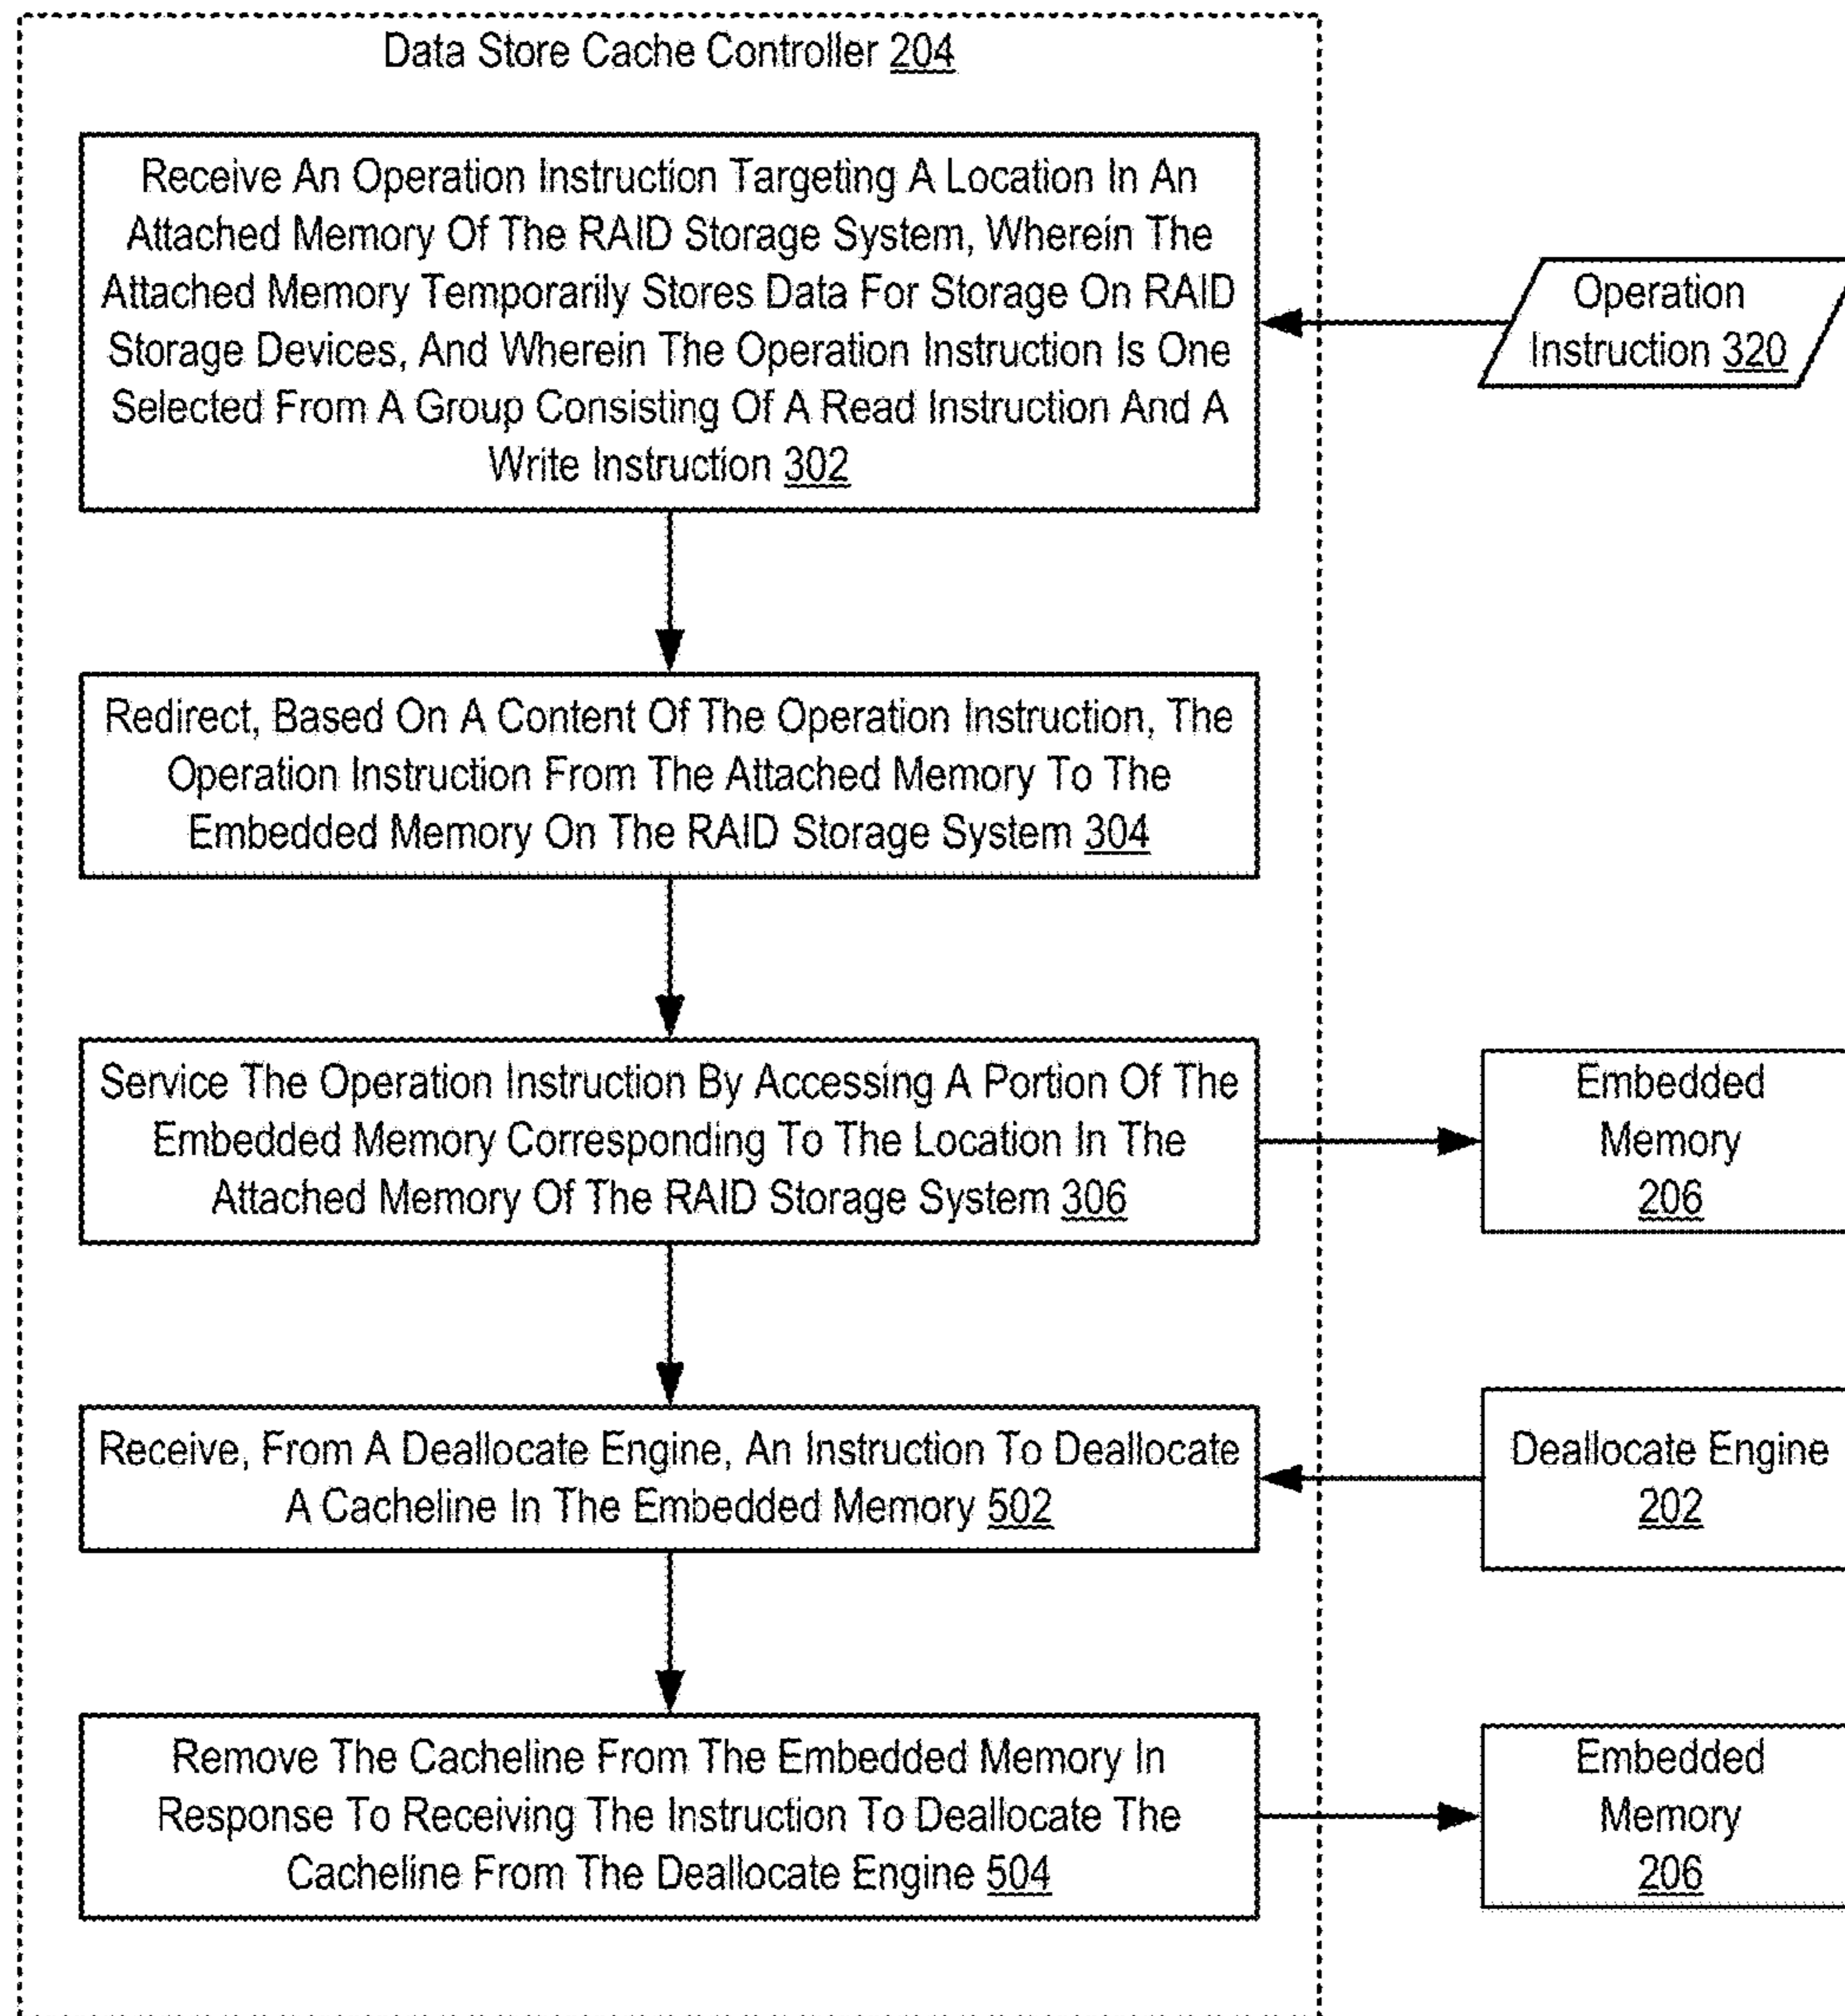 Data Store Cache Controller 204
Receive An Operation Instruction Targeting A Location In An
Attached Memory Of The RAID Storage System, Wherein The
Attached Memory Temporarily Stores Data For Storage On RAID
Storage Devices, And Wherein The Operation Instruction Is One
Selected From A Group Consisting Of A Read Instruction And A
Write Instruction 302
Operation
Instruction 320
Redirect, Based On A Content Of The Operation Instruction, The
Operation Instruction From The Attached Memory To The
Embedded Memory On The RAID Storage System 304
Service The Operation Instruction By Accessing A Portion Of The
Embedded Memory Corresponding To The Location In The
Attached Memory Of The RAID Storage System 306
Embedded
Memory
206
Receive, From A Deallocate Engine, An Instruction To Deallocate
A Cacheline In The Embedded Memory 502
Deallocate Engine
202
Remove The Cacheline From The Embedded Memory In
Response To Receiving The Instruction To Deallocate The
Cacheline From The Deallocate Engine 504
Embedded
Memory
206